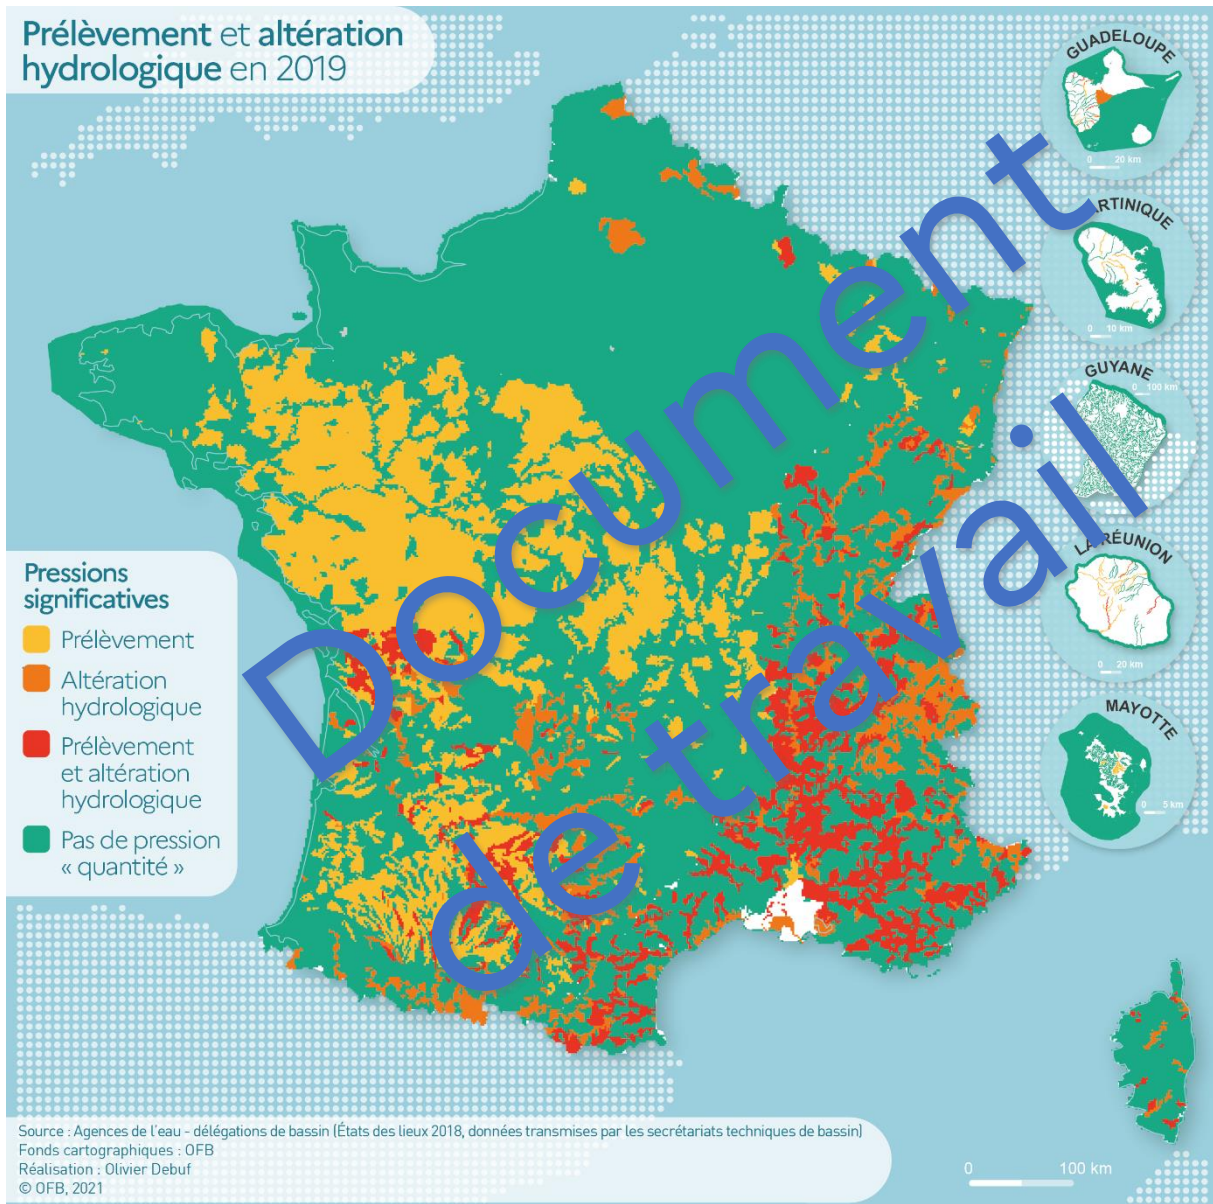 Prélèvement et altération
hydrologique en 2019
GUADELOUPE
0 20 km
ARTINIQUE
0 10 km
GUYANE
0 100 km
LA RÉUNION
0 20 km
MAYOTTE
0 5 km
Document
de travail
Pressions
significatives
Prélèvement
Altération
hydrologique
Prélèvement
et altération
hydrologique
Pas de pression
« quantité »
Source : Agences de l'eau - délégations de bassin (États des lieux 2018, données transmises par les secrétariats techniques de bassin)
Fonds cartographiques : OFB
Réalisation : Olivier Debuf
© OFB, 2021
0 100 km